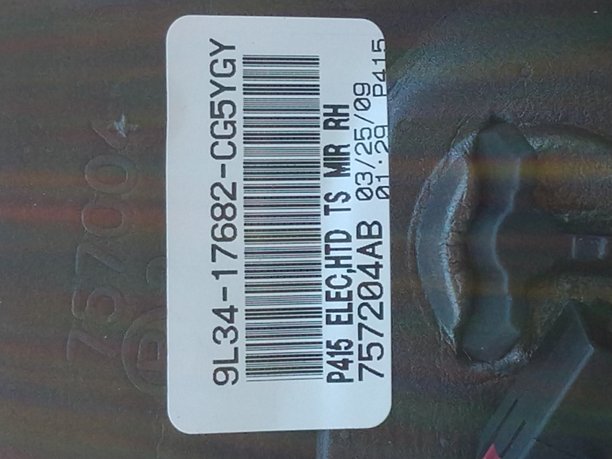 9L34-17682-CG5YGY
P415 ELEC,HTD TS MIR RH
757204AB 03/25/09
01:29 P415